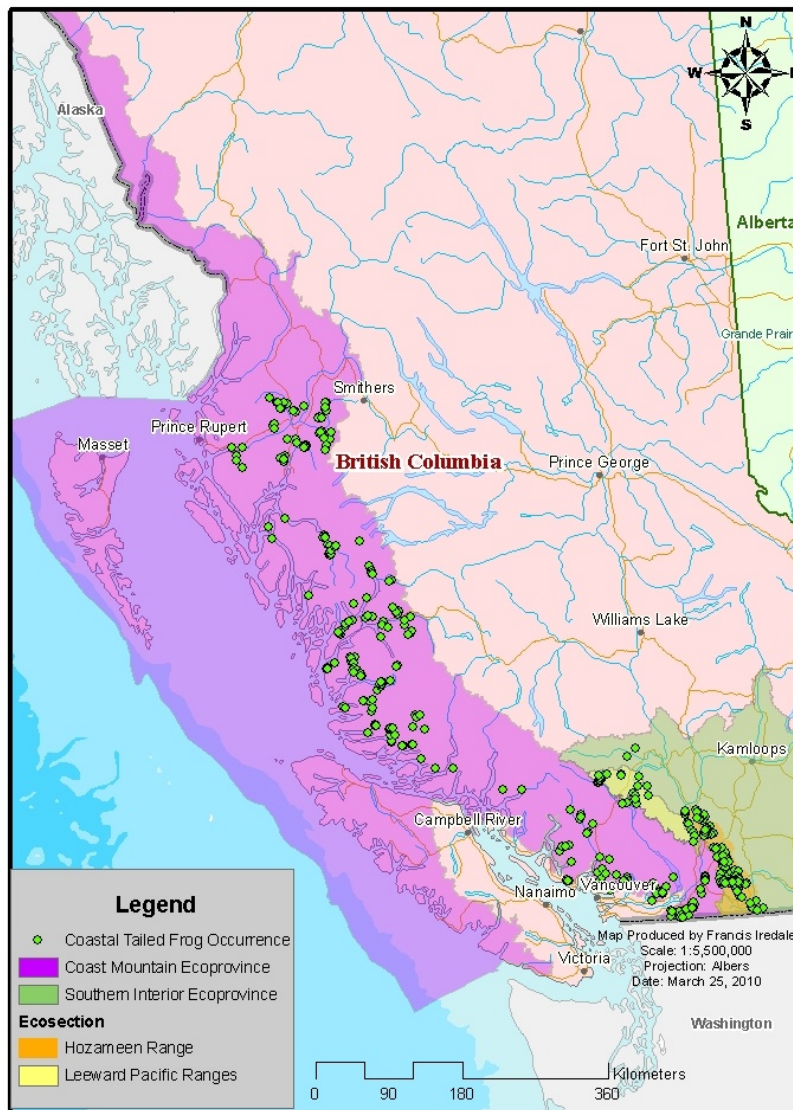 N
W
S
Alaska
Alberta
Fort St. John
Grande Prair
Smithers
Prince Rupert
Masset
British Columbia
Prince George
Williams Lake
Kamloops
Campbell River
Nanaimo
Vancouver
Victoria
Map Produced by Francis Iredale
Scale: 1:5,500,000
Projection: Albers
Date: March 25, 2010
Washington
Legend
Coastal Tailed Frog Occurrence
Coast Mountain Ecoprovince
Southern Interior Ecoprovince
Ecosection
Hozameen Range
Leeward Pacific Ranges
Kilometers
0 90 180 360